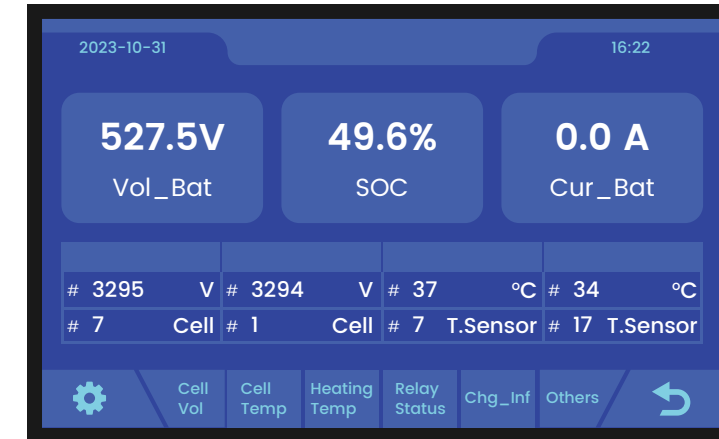 2023-10-31 16:22
527.5V 49.6% 0.0 A
Vol_Bat SOC Cur_Bat
# 3295 V # 3294 V # 37 °C # 34 °C
# 7 Cell # 1 Cell # 7 T.Sensor # 17 T.Sensor
Cell Vol
Cell Temp
Heating Temp
Relay Status
Chg_Inf
Others